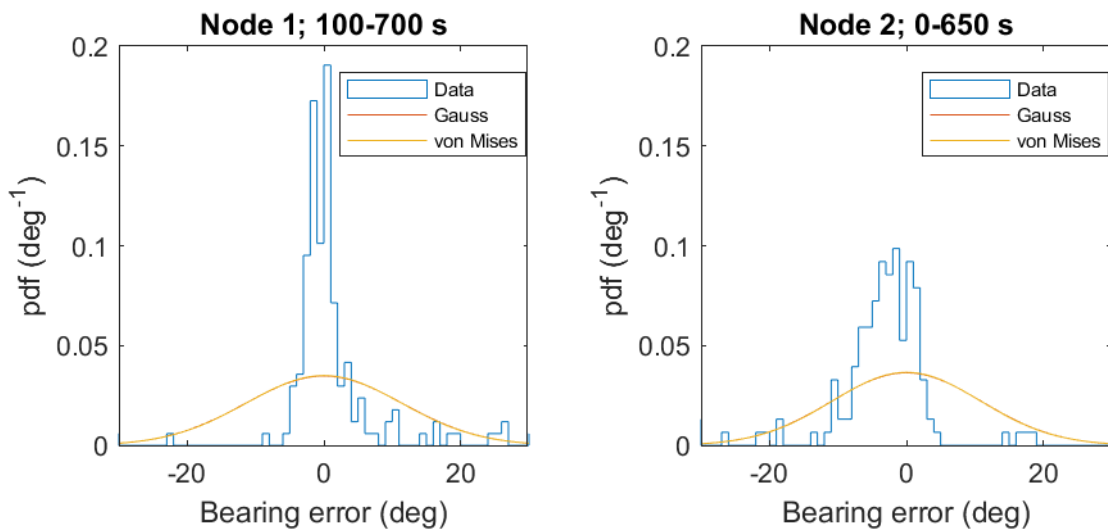 Node 1; 100-700 s
0.2
0.15
0.1
0.05
0
pdf (deg⁻¹)
Data
Gauss
von Mises
-20
0
20
Bearing error (deg)
Node 2; 0-650 s
0.2
0.15
0.1
0.05
0
pdf (deg⁻¹)
Data
Gauss
von Mises
-20
0
20
Bearing error (deg)